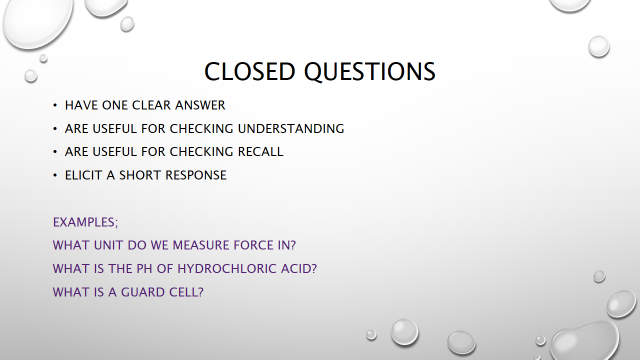 CLOSED QUESTIONS
• HAVE ONE CLEAR ANSWER
• ARE USEFUL FOR CHECKING UNDERSTANDING
• ARE USEFUL FOR CHECKING RECALL
• ELICIT A SHORT RESPONSE
EXAMPLES;
WHAT UNIT DO WE MEASURE FORCE IN?
WHAT IS THE PH OF HYDROCHLORIC ACID?
WHAT IS A GUARD CELL?